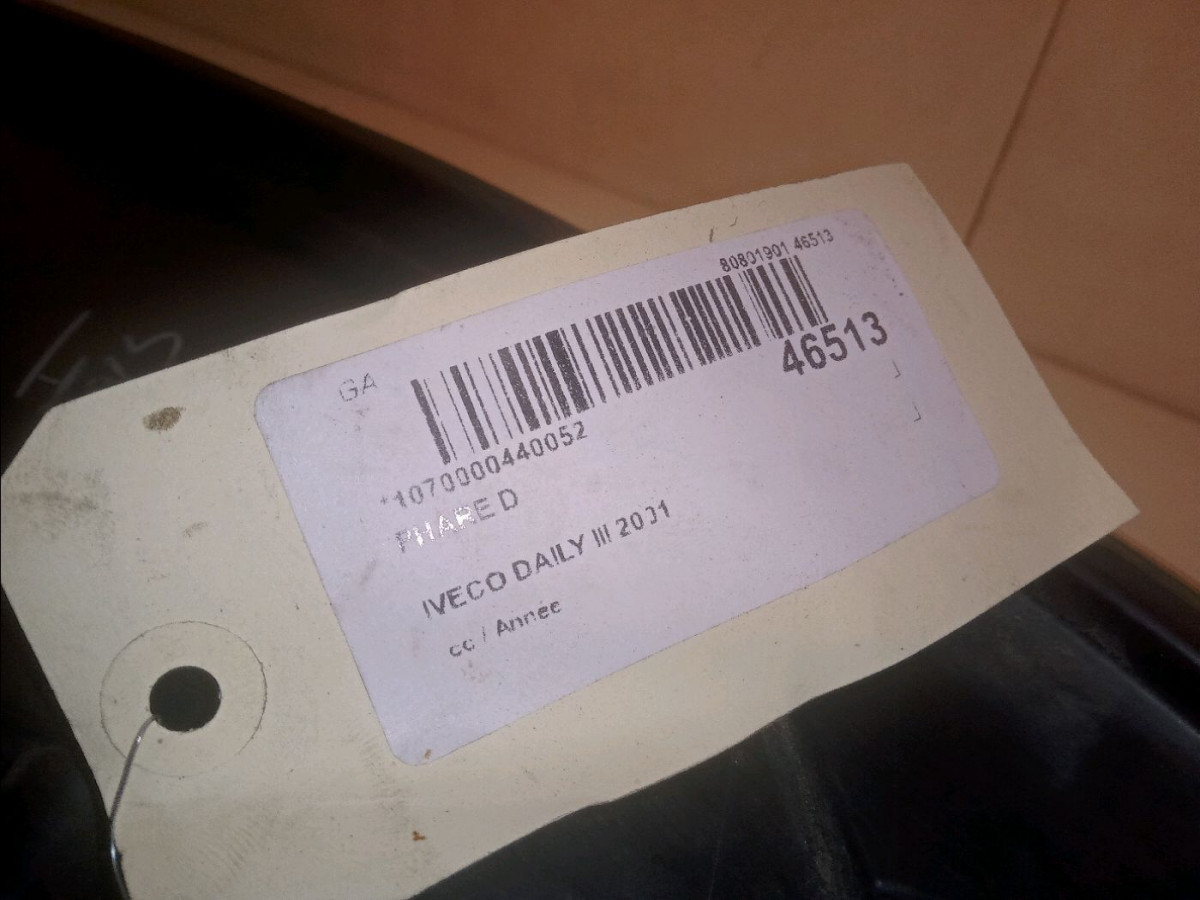 80801901 46513
GA
46513
*1070000440052
PHARE D
IVECO DAILY III 2001
cc / Année